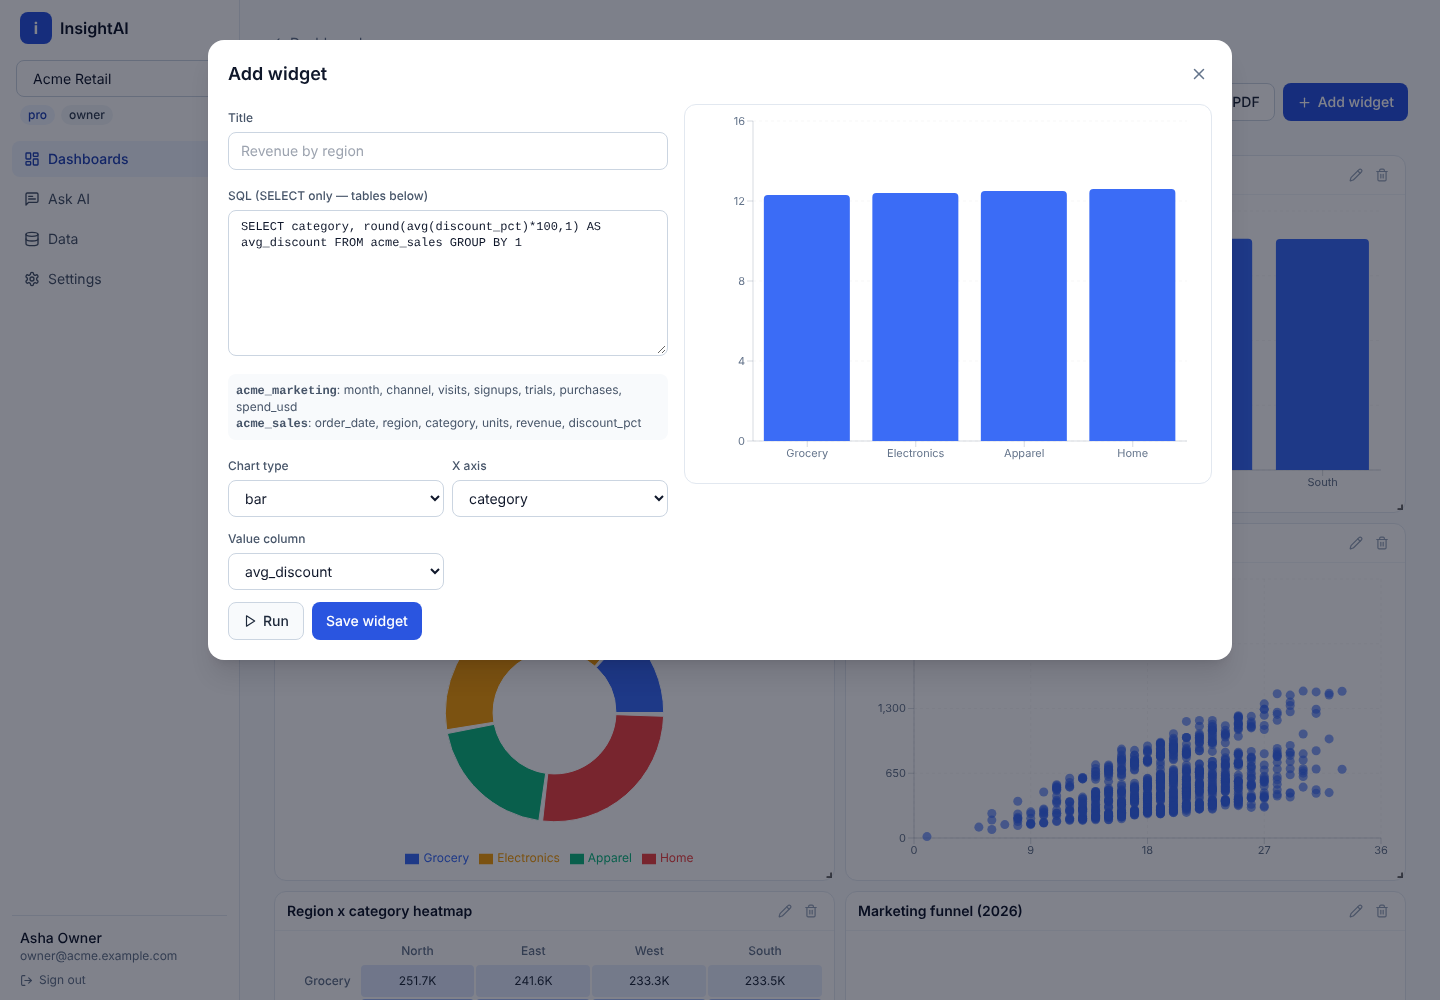 InsightAI
Acme Retail
pro owner
Dashboards
Ask AI
Data
Settings
Asha Owner
owner@acme.example.com
Sign out
PDF
Add widget
Add widget
Title
Revenue by region
SQL (SELECT only — tables below)
SELECT category, round(avg(discount_pct)*100,1) AS
avg_discount FROM acme_sales GROUP BY 1
acme_marketing: month, channel, visits, signups, trials, purchases,
spend_usd
acme_sales: order_date, region, category, units, revenue, discount_pct
Chart type
X axis
bar
category
Value column
avg_discount
Run
Save widget
16
12
8
4
0
Grocery Electronics Apparel Home
South
Grocery Electronics Apparel Home
1,300
650
0
0 9 18 27 36
Region x category heatmap
North East West South
Grocery 251.7K 241.6K 233.3K 233.5K
Marketing funnel (2026)